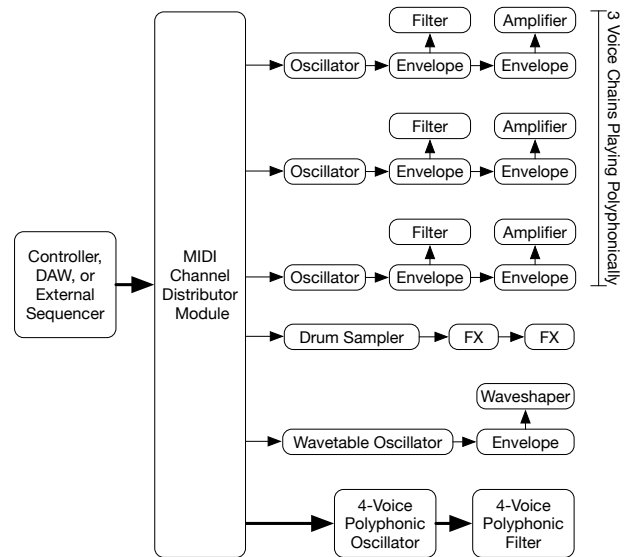 Filter
Amplifier
Oscillator
Envelope
Envelope
Filter
Amplifier
Oscillator
Envelope
Envelope
Filter
Amplifier
Oscillator
Envelope
Envelope
3 Voice Chains Playing Polyphonically
Controller,
DAW, or
External
Sequencer
MIDI
Channel
Distributor
Module
Drum Sampler
FX
FX
Waveshaper
Wavetable Oscillator
Envelope
4-Voice
Polyphonic
Oscillator
4-Voice
Polyphonic
Filter